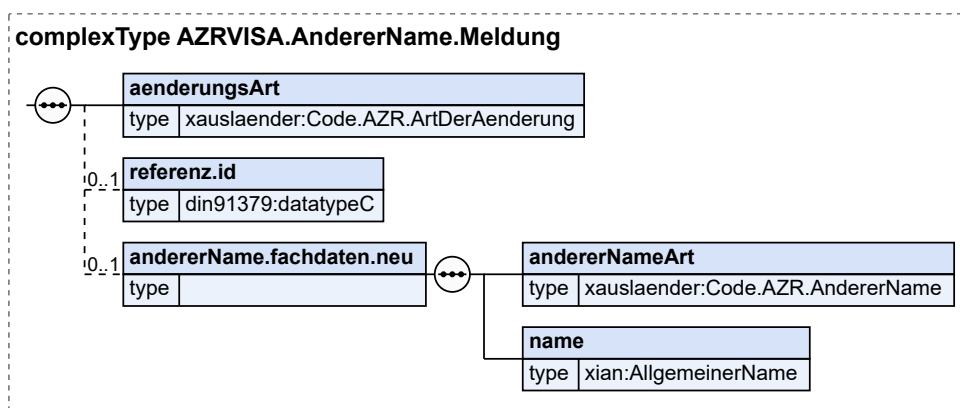 complexType AZRVISA.AndererName.Meldung
aenderungsArt
type xauslaender:Code.AZR.ArtDerAenderung
0..1 referenz.id
type din91379:datatypeC
0..1 andererName.fachdaten.neu
type
andererNameArt
type xauslaender:Code.AZR.AndererName
name
type xian:AllgemeinerName